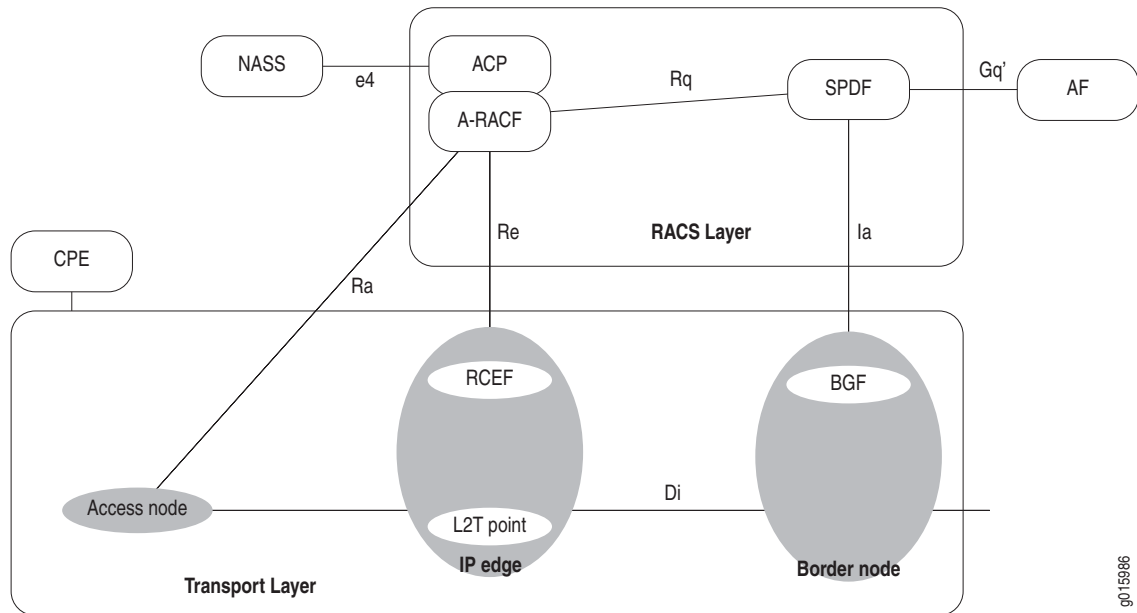 NASS
e4
ACP
A-RACF
Rq
SPDF
Gq’
AF
CPE
Ra
Re
RACS Layer
Ia
RCEF
BGF
Access node
L2T point
Di
IP edge
Border node
Transport Layer
g015986